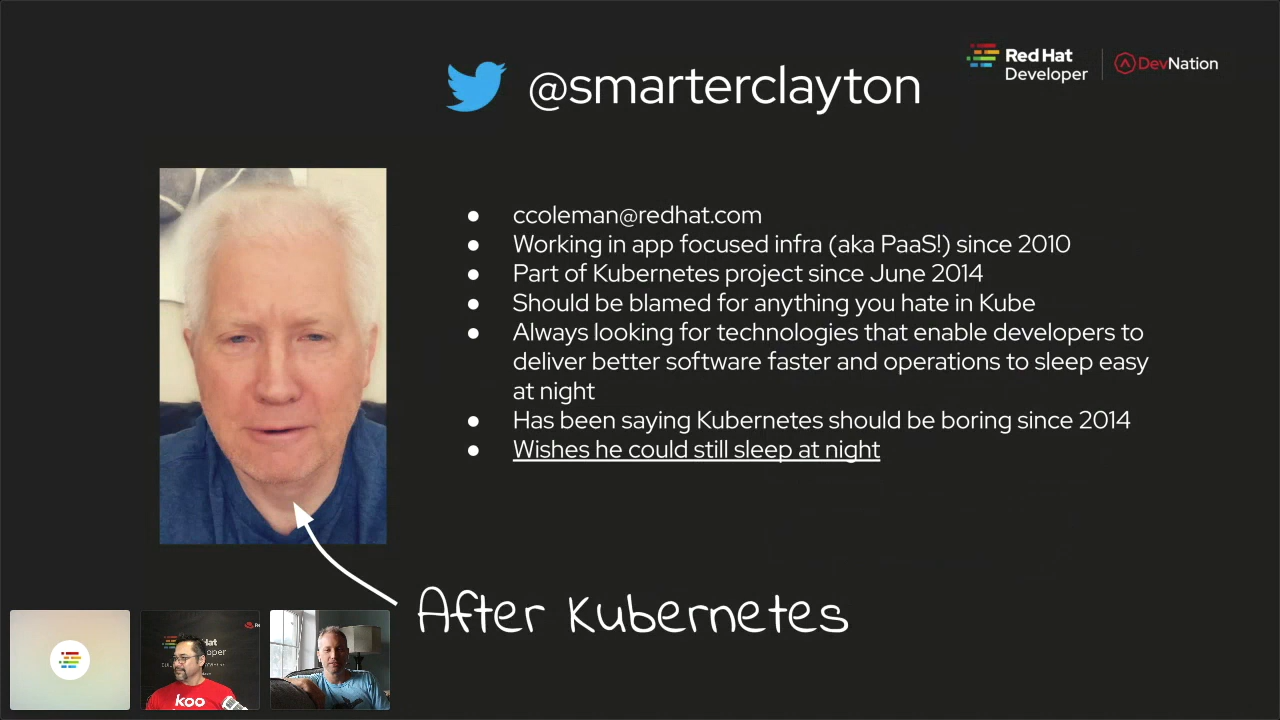 @smarterclayton
Red Hat
Developer
DevNation
ccoleman@redhat.com
Working in app focused infra (aka PaaS!) since 2010
Part of Kubernetes project since June 2014
Should be blamed for anything you hate in Kube
Always looking for technologies that enable developers to
deliver better software faster and operations to sleep easy
at night
Has been saying Kubernetes should be boring since 2014
Wishes he could still sleep at night
After Kubernetes
koo